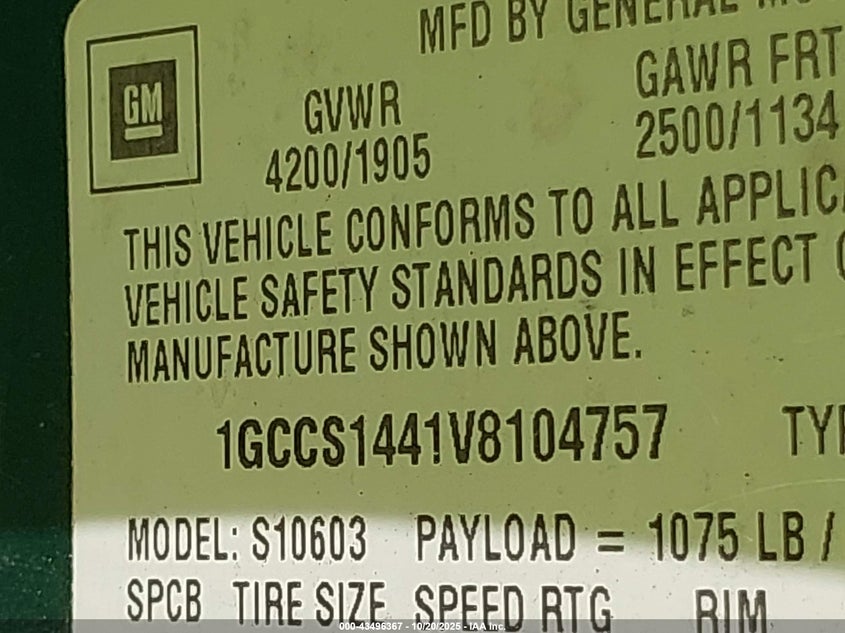 MFD BY GENERAL
GM
GVWR
4200/1905
GAWR FRT
2500/1134
THIS VEHICLE CONFORMS TO ALL
VEHICLE SAFETY STANDARDS IN EFFECT
MANUFACTURE SHOWN ABOVE.
1GCCS1441V8104757
MODEL: S10603 PAYLOAD = 1075 LB /
SPCB TIRE SIZE SPEED RTG RIM
000-43496367 - 10/20/2025 - IAA Inc.